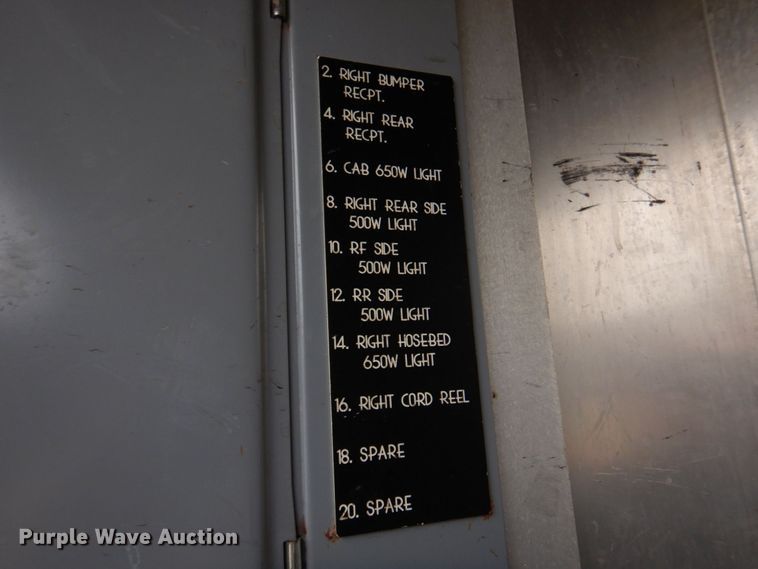 2. RIGHT BUMPER
RECPT.
4. RIGHT REAR
RECPT.
6. CAB 650W LIGHT
8. RIGHT REAR SIDE
500W LIGHT
10. RF SIDE
500W LIGHT
12. RR SIDE
500W LIGHT
14. RIGHT HOSEBED
650W LIGHT
16. RIGHT CORD REEL
18. SPARE
20. SPARE
Purple Wave Auction